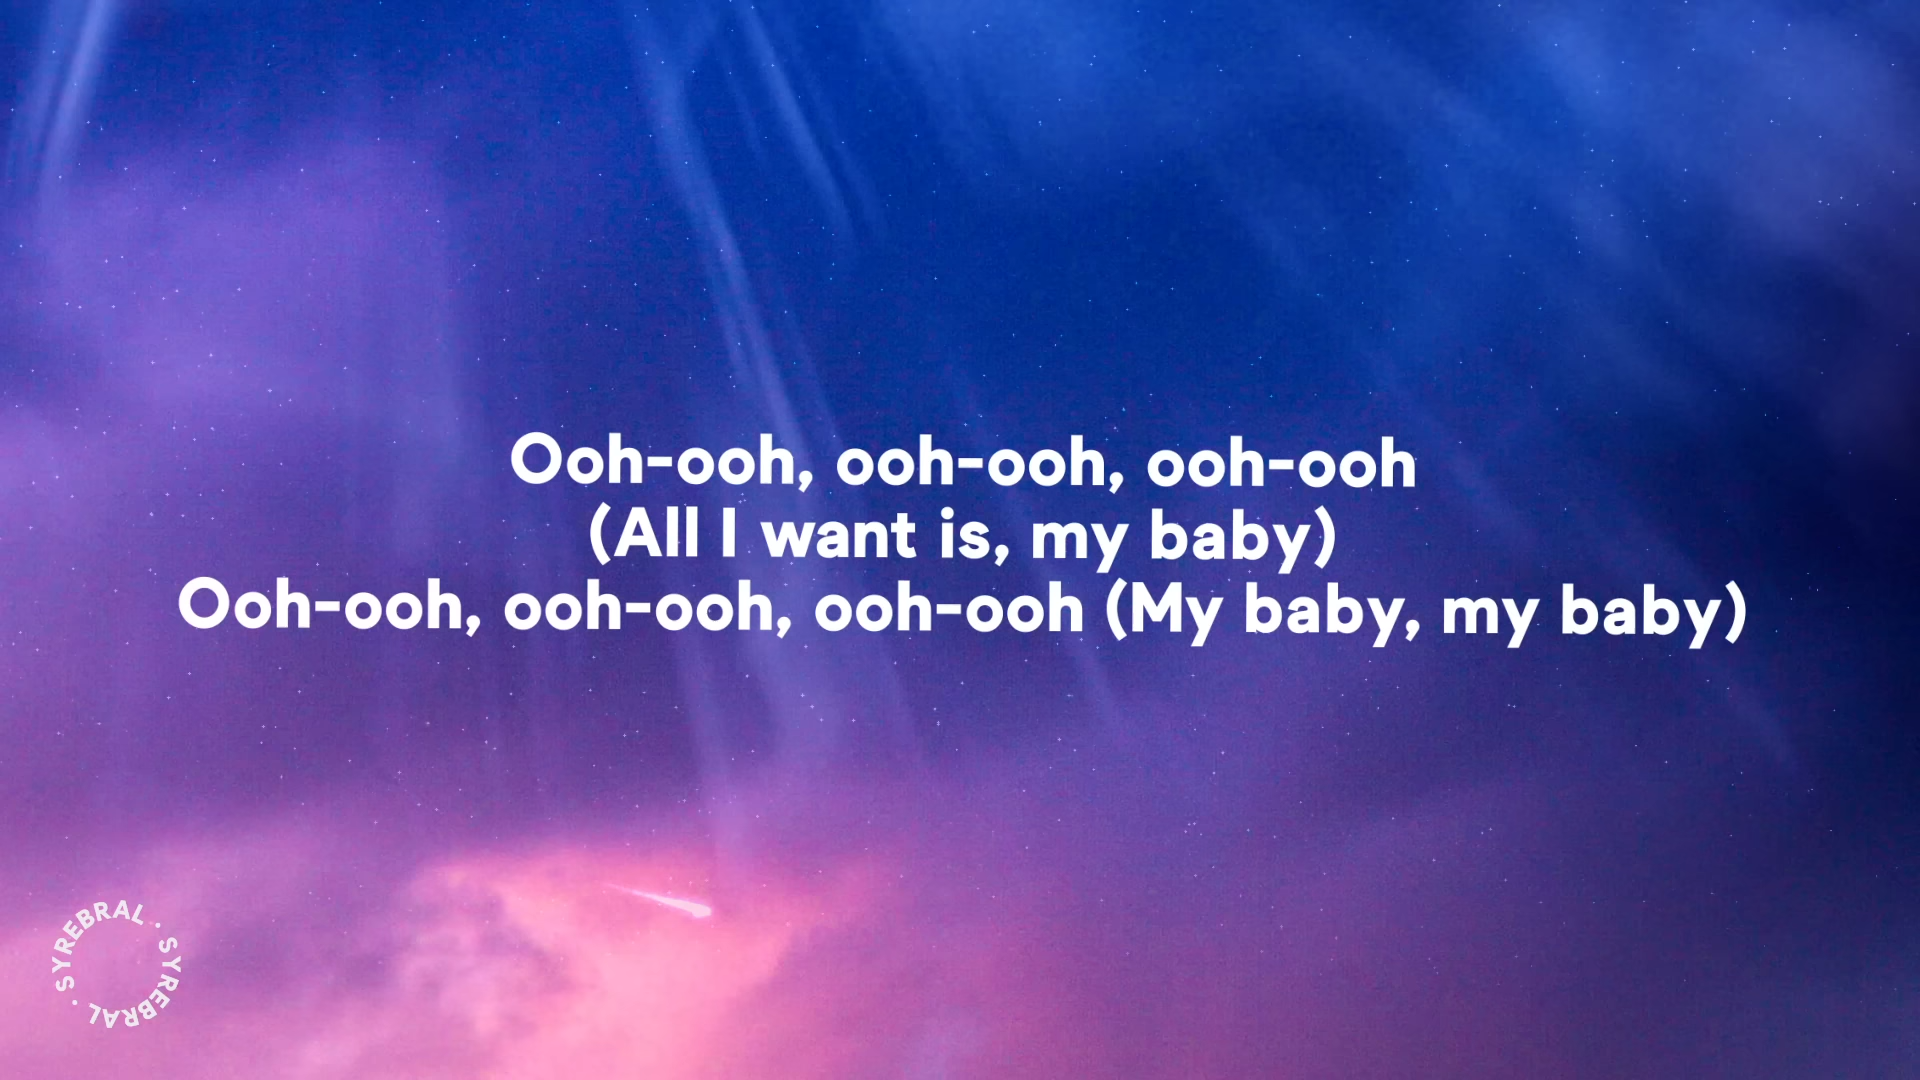 Ooh-ooh, ooh-ooh, ooh-ooh
(All I want is, my baby)
Ooh-ooh, ooh-ooh, ooh-ooh (My baby, my baby)
SYREBRAL · SYREBRAL ·